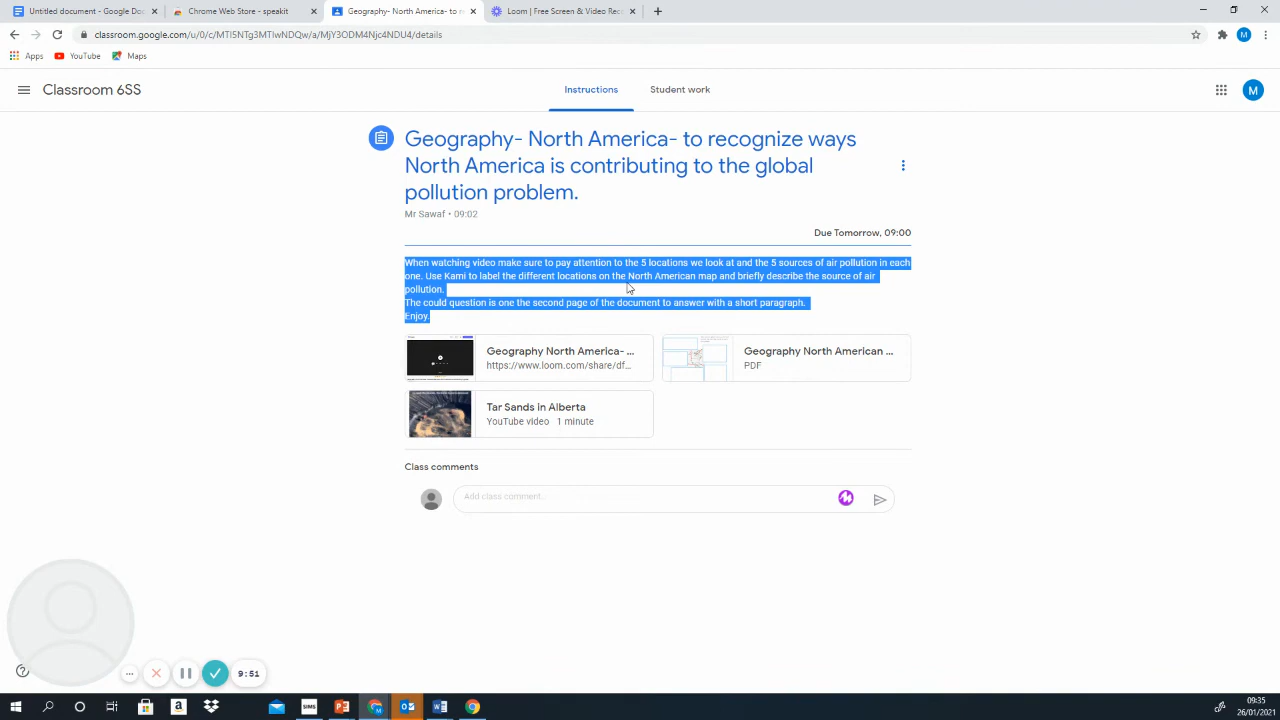 Untitled document - Google Doc
Chrome Web Store - speakit
Geography- North America- to re
Loom | Free Screen & Video Rec
classroom.google.com/u/0/c/MTI5NTg3MTIwNDQw/a/MjY3ODM4Njc4NDU4/details
M
Apps
YouTube
Maps
Classroom 6SS
Instructions
Student work
M
Geography- North America- to recognize ways
North America is contributing to the global
pollution problem.
Mr Sawaf • 09:02
Due Tomorrow, 09:00
When watching video make sure to pay attention to the 5 locations we look at and the 5 sources of air pollution in each
one. Use Kami to label the different locations on the North American map and briefly describe the source of air
pollution.
The could question is one the second page of the document to answer with a short paragraph.
Enjoy.
Geography North America- ...
https://www.loom.com/share/df...
Geography North American ...
PDF
Tar Sands in Alberta
YouTube video 1 minute
Class comments
Add class comment...
9:51
SIMS
09:35
26/01/2021